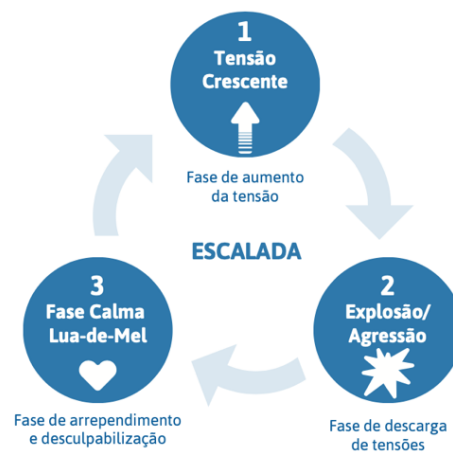 1
Tensão
Crescente
Fase de aumento
da tensão
ESCALADA
2
Explosão/
Agressão
Fase de descarga
de tensões
3
Fase Calma
Lua-de-Mel
Fase de arrependimento
e desculpabilização